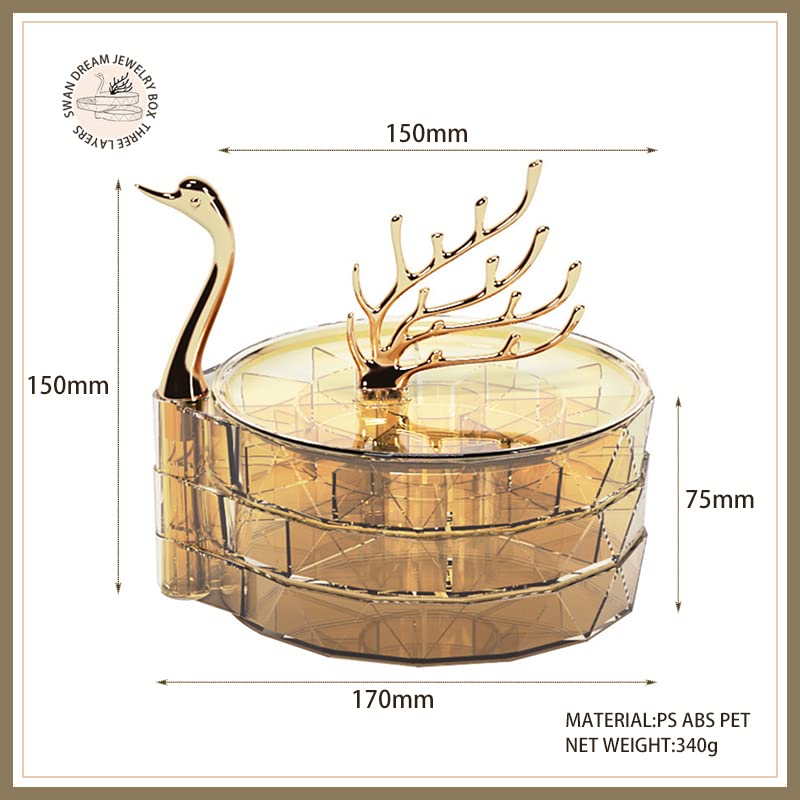 SWAN DREAM JEWELRY BOX THREE LAYERS
150mm
150mm
75mm
170mm
MATERIAL:PS ABS PET
NET WEIGHT:340g